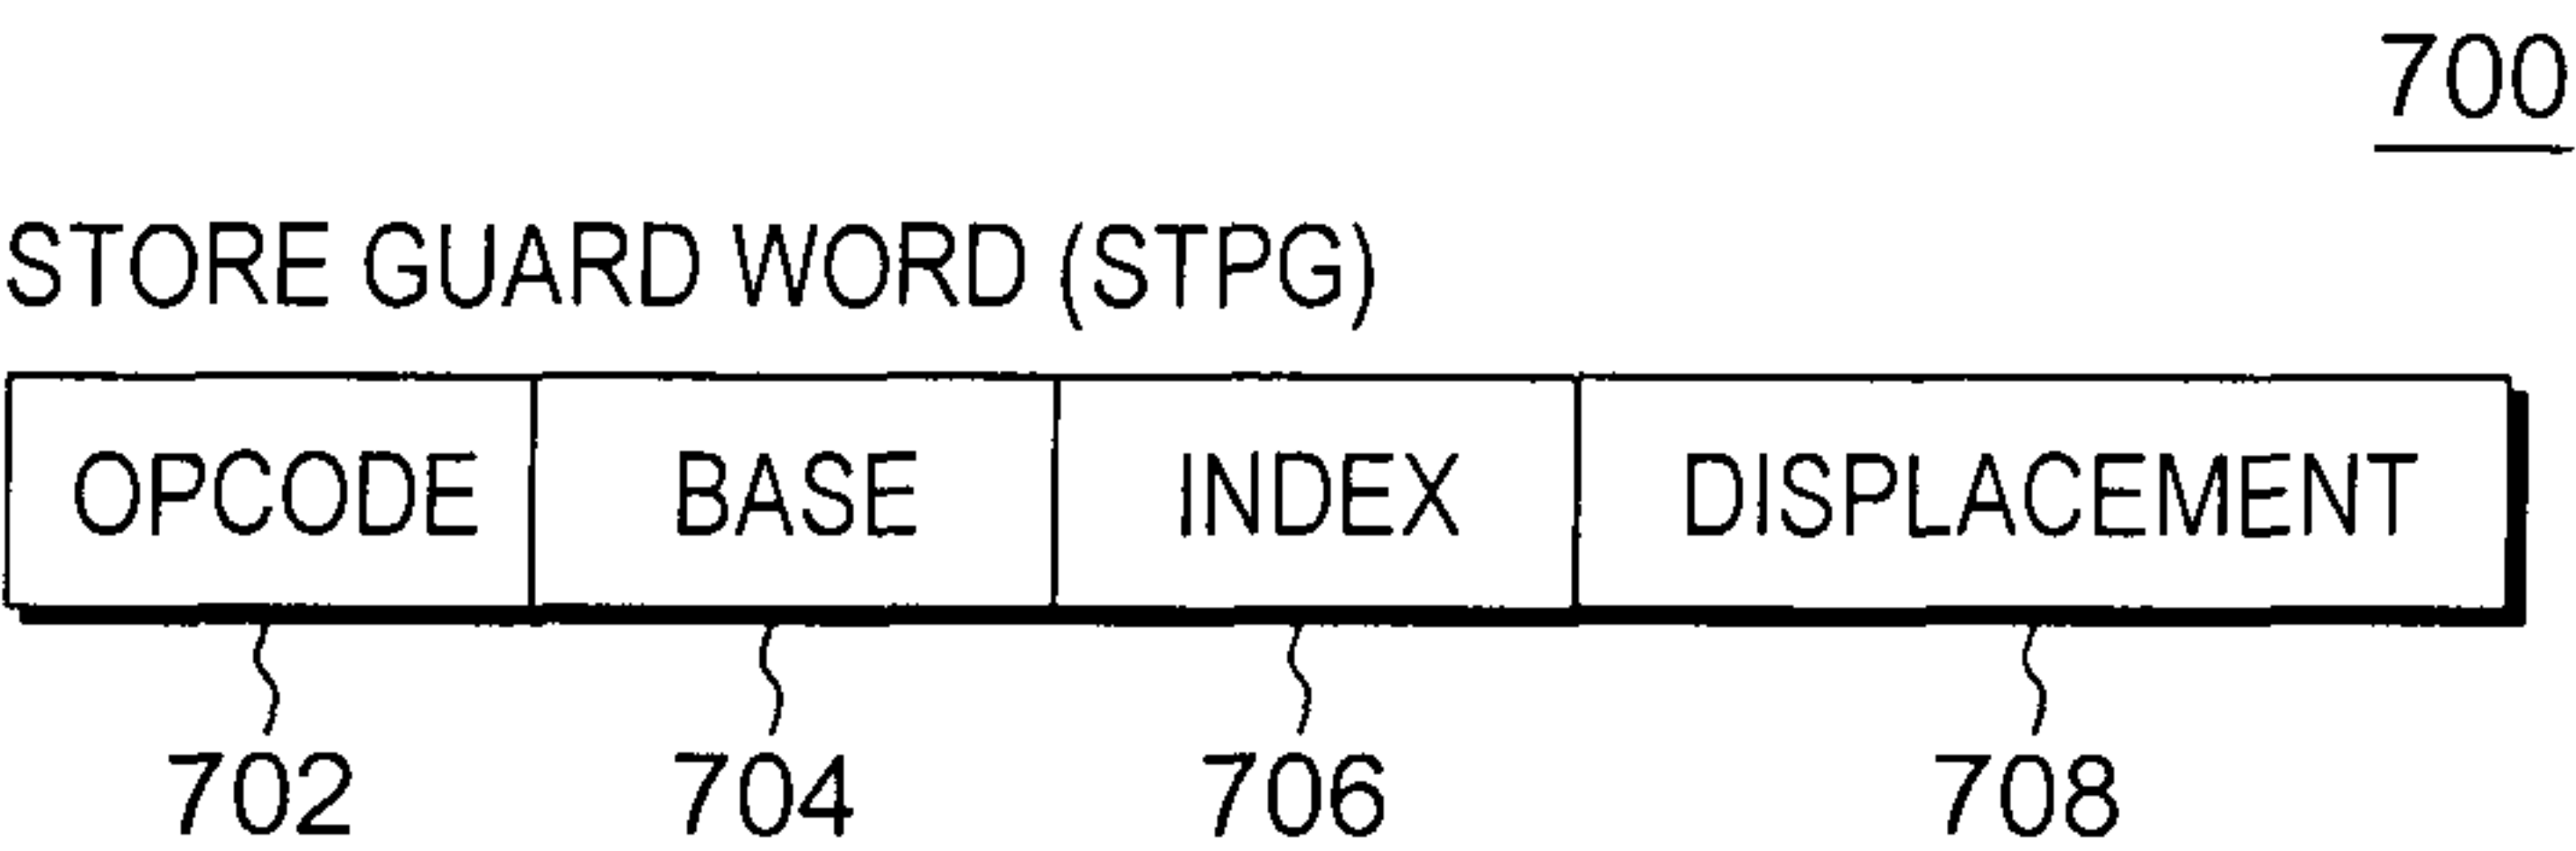 700
STORE GUARD WORD (STPG)
OPCODE BASE INDEX DISPLACEMENT
702 704 706 708